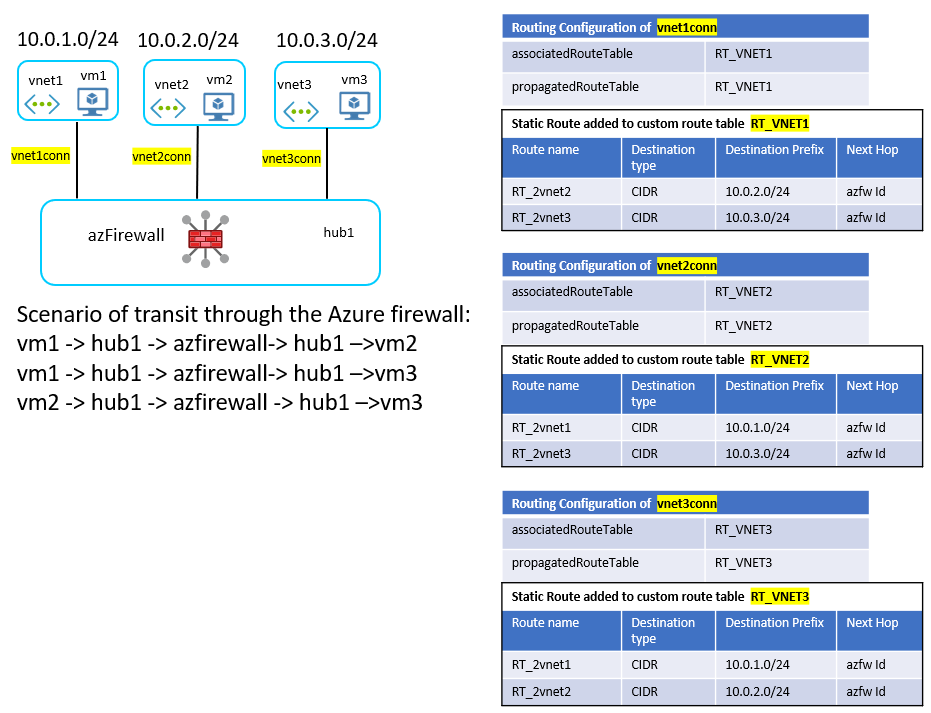 10.0.1.0/24 10.0.2.0/24 10.0.3.0/24
vnet1 vm1 vnet2 vm2 vnet3 vm3
vnet1conn vnet2conn vnet3conn
azFirewall hub1
Scenario of transit through the Azure firewall:
vm1 -> hub1 -> azfirewall-> hub1 –>vm2
vm1 -> hub1 -> azfirewall-> hub1 –>vm3
vm2 -> hub1 -> azfirewall -> hub1 –>vm3
Routing Configuration of vnet1conn
associatedRouteTable RT_VNET1
propagatedRouteTable RT_VNET1
Static Route added to custom route table RT_VNET1
Route name Destination type Destination Prefix Next Hop
RT_2vnet2 CIDR 10.0.2.0/24 azfw Id
RT_2vnet3 CIDR 10.0.3.0/24 azfw Id
Routing Configuration of vnet2conn
associatedRouteTable RT_VNET2
propagatedRouteTable RT_VNET2
Static Route added to custom route table RT_VNET2
Route name Destination type Destination Prefix Next Hop
RT_2vnet1 CIDR 10.0.1.0/24 azfw Id
RT_2vnet3 CIDR 10.0.3.0/24 azfw Id
Routing Configuration of vnet3conn
associatedRouteTable RT_VNET3
propagatedRouteTable RT_VNET3
Static Route added to custom route table RT_VNET3
Route name Destination type Destination Prefix Next Hop
RT_2vnet1 CIDR 10.0.1.0/24 azfw Id
RT_2vnet2 CIDR 10.0.2.0/24 azfw Id